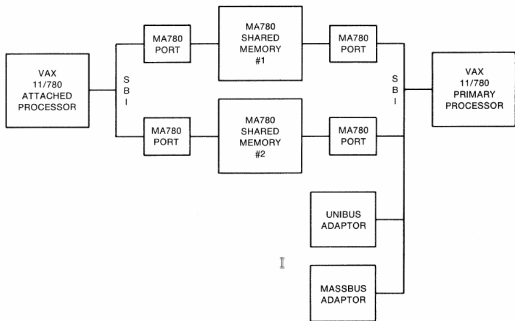 MA780
PORT
MA780
SHARED
MEMORY
#1
MA780
PORT
VAX
11/780
ATTACHED
PROCESSOR
S
B
I
S
B
I
VAX
11/780
PRIMARY
PROCESSOR
MA780
PORT
MA780
SHARED
MEMORY
#2
MA780
PORT
UNIBUS
ADAPTOR
MASSBUS
ADAPTOR